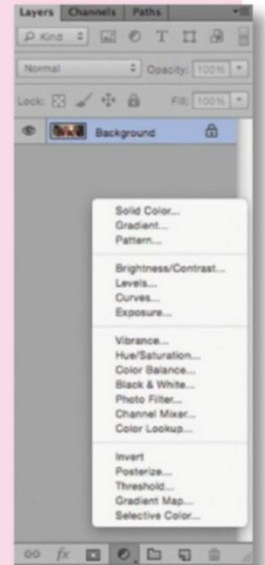 Layers Channels Paths
Kind T
Normal Opacity: 100%
Lock: Fill: 100%
Background
Solid Color...
Gradient...
Pattern...
Brightness/Contrast...
Levels...
Curves...
Exposure...
Vibrance...
Hue/Saturation...
Color Balance...
Black & White...
Photo Filter...
Channel Mixer...
Color Lookup...
Invert
Posterize...
Threshold...
Gradient Map...
Selective Color...
fx